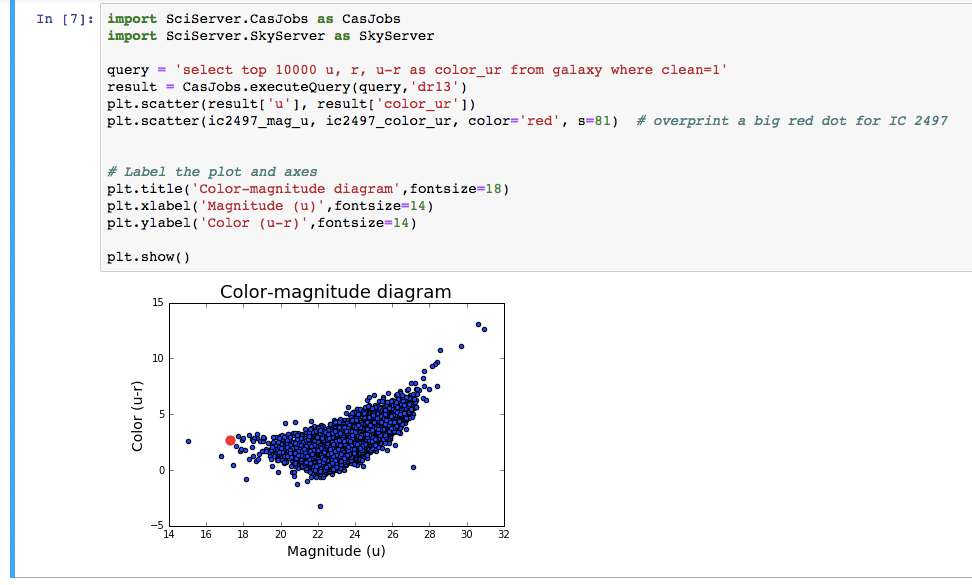 In [7]: import SciServer.CasJobs as CasJobs
import SciServer.SkyServer as SkyServer
query = 'select top 10000 u, r, u-r as color_ur from galaxy where clean=1'
result = CasJobs.executeQuery(query,'dr13')
plt.scatter(result['u'], result['color_ur'])
plt.scatter(ic2497_mag_u, ic2497_color_ur, color='red', s=81)  # overprint a big red dot for IC 2497
# Label the plot and axes
plt.title('Color-magnitude diagram',fontsize=18)
plt.xlabel('Magnitude (u)',fontsize=14)
plt.ylabel('Color (u-r)',fontsize=14)
plt.show()
Color-magnitude diagram
15
10
5
0
−5
Color (u-r)
14 16 18 20 22 24 26 28 30 32
Magnitude (u)